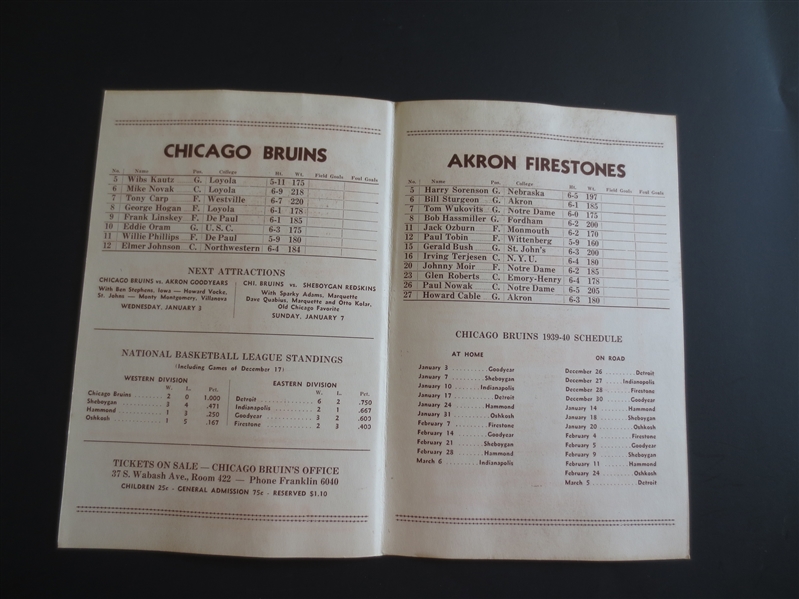 CHICAGO BRUINS
No. Name Pos. College Ht. Wt. Field Goals Foul Goals
5 Wibs Kautz G. Loyola 5-11 175
6 Mike Novak C. Loyola 6-9 218
7 Tony Carp F. Westville 6-7 220
8 George Hogan F. Loyola 6-1 178
9 Frank Linskey F. De Paul 6-1 185
10 Eddie Oram G. U. S. C. 6-3 175
11 Willie Phillips F. De Paul 5-9 180
12 Elmer Johnson C. Northwestern 6-4 184
NEXT ATTRACTIONS
CHICAGO BRUINS vs. AKRON GOODYEARS
With Ben Stephens, Iowa — Howard Vocke,
St. Johns — Monty Montgomery, Villanova
WEDNESDAY, JANUARY 3
CHI. BRUINS vs. SHEBOYGAN REDSKINS
With Sparky Adams, Marquette
Dave Quabius, Marquette and Otto Kolar,
Old Chicago Favorite
SUNDAY, JANUARY 7
NATIONAL BASKETBALL LEAGUE STANDINGS
(Including Games of December 17)
WESTERN DIVISION
W. L. Pct.
Chicago Bruins 2 0 1.000
Sheboygan 3 4 .471
Hammond 1 3 .250
Oshkosh 1 5 .167
EASTERN DIVISION
W. L. Pct.
Detroit 6 2 .750
Indianapolis 2 1 .667
Goodyear 3 2 .600
Firestone 2 3 .400
TICKETS ON SALE — CHICAGO BRUIN'S OFFICE
37 S. Wabash Ave., Room 422 — Phone Franklin 6040
CHILDREN 25c - GENERAL ADMISSION 75c - RESERVED $1.10
AKRON FIRESTONES
No. Name Pos. College Ht. Wt. Field Goals Foul Goals
5 Harry Sorenson G. Nebraska 6-5 197
6 Bill Sturgeon G. Akron 6-1 185
7 Tom Wukovits G. Notre Dame 6-0 175
8 Bob Hassmiller G. Fordham 6-2 200
11 Jack Ozburn F. Monmouth 6-2 170
12 Paul Tobin F. Wittenberg 5-9 160
15 Gerald Bush G. St. John's 6-3 200
16 Irving Terjesen C. N.Y.U. 6-4 180
20 Johnny Moir F. Notre Dame 6-2 185
23 Glen Roberts C. Emory-Henry 6-4 178
26 Paul Nowak C. Notre Dame 6-5 205
27 Howard Cable G. Akron 6-3 180
CHICAGO BRUINS 1939-40 SCHEDULE
AT HOME
January 3 Goodyear
January 7 Sheboygan
January 10 Indianapolis
January 17 Detroit
January 24 Hammond
January 31 Oshkosh
February 7 Firestone
February 14 Goodyear
February 21 Sheboygan
February 28 Hammond
March 6 Indianapolis
ON ROAD
December 26 Detroit
December 27 Indianapolis
December 28 Firestone
December 30 Goodyear
January 14 Hammond
January 18 Sheboygan
January 20 Oshkosh
February 4 Firestone
February 5 Goodyear
February 9 Sheboygan
February 11 Hammond
February 24 Oshkosh
March 5 Detroit